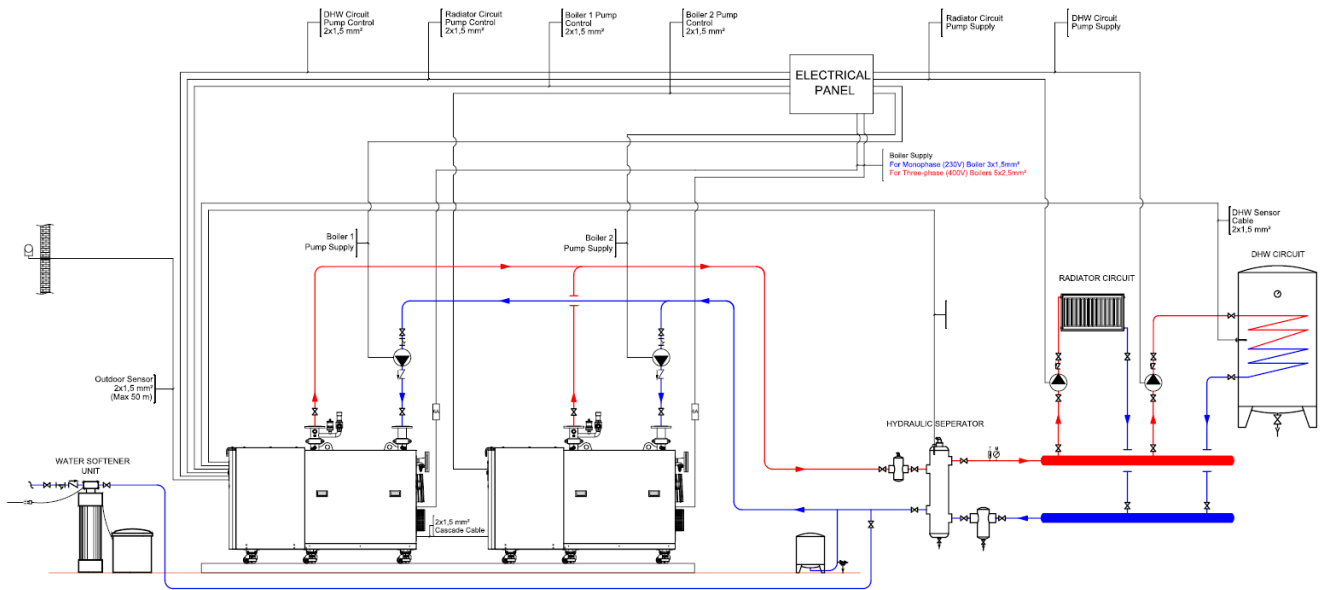 DHW Circuit
Pump Control
2x1,5 mm²
Radiator Circuit
Pump Control
2x1,5 mm²
Boiler 1 Pump
Control
2x1,5 mm²
Boiler 2 Pump
Control
2x1,5 mm²
Radiator Circuit
Pump Supply
DHW Circuit
Pump Supply
ELECTRICAL
PANEL
Boiler Supply
For Monophase (230V) Boiler 3x1,5mm²
For Three-phase (400V) Boilers 5x2,5mm²
DHW Sensor
Cable
2x1,5 mm²
Boiler 1
Pump Supply
Boiler 2
Pump Supply
DHW CIRCUIT
RADIATOR CIRCUIT
Outdoor Sensor
2x1,5 mm²
(Max 50 m)
6A
6A
HYDRAULIC SEPERATOR
WATER SOFTENER
UNIT
2x1,5 mm²
Cascade Cable